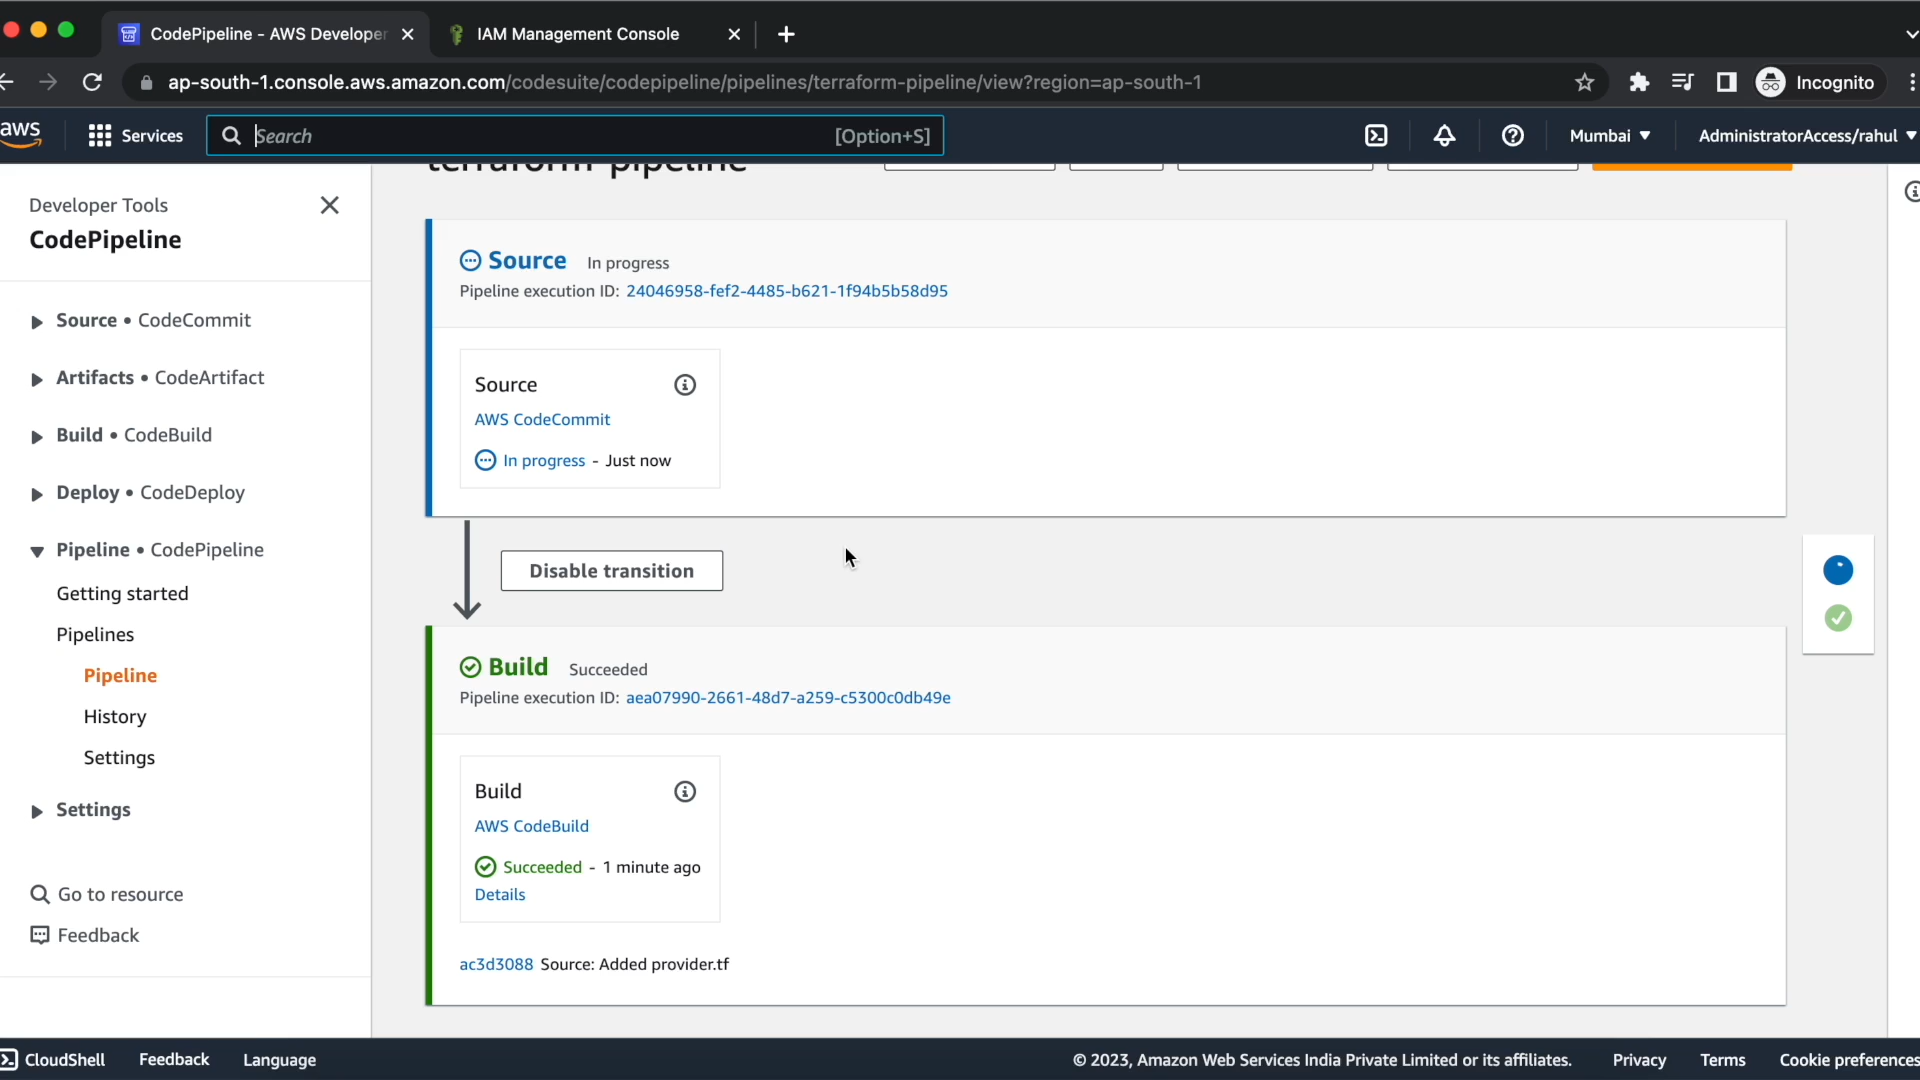 CodePipeline - AWS Developer
IAM Management Console
ap-south-1.console.aws.amazon.com/codesuite/codepipeline/pipelines/terraform-pipeline/view?region=ap-south-1
Incognito
aws
Services
Search
[Option+S]
Mumbai
AdministratorAccess/rahul
terraform-pipeline
Developer Tools
CodePipeline
Source • CodeCommit
Artifacts • CodeArtifact
Build • CodeBuild
Deploy • CodeDeploy
Pipeline • CodePipeline
Getting started
Pipelines
Pipeline
History
Settings
Settings
Go to resource
Feedback
Source In progress
Pipeline execution ID: 24046958-fef2-4485-b621-1f94b5b58d95
Source
AWS CodeCommit
In progress - Just now
Disable transition
Build Succeeded
Pipeline execution ID: aea07990-2661-48d7-a259-c5300c0db49e
Build
AWS CodeBuild
Succeeded - 1 minute ago
Details
ac3d3088 Source: Added provider.tf
CloudShell Feedback Language
© 2023, Amazon Web Services India Private Limited or its affiliates. Privacy Terms Cookie preferences